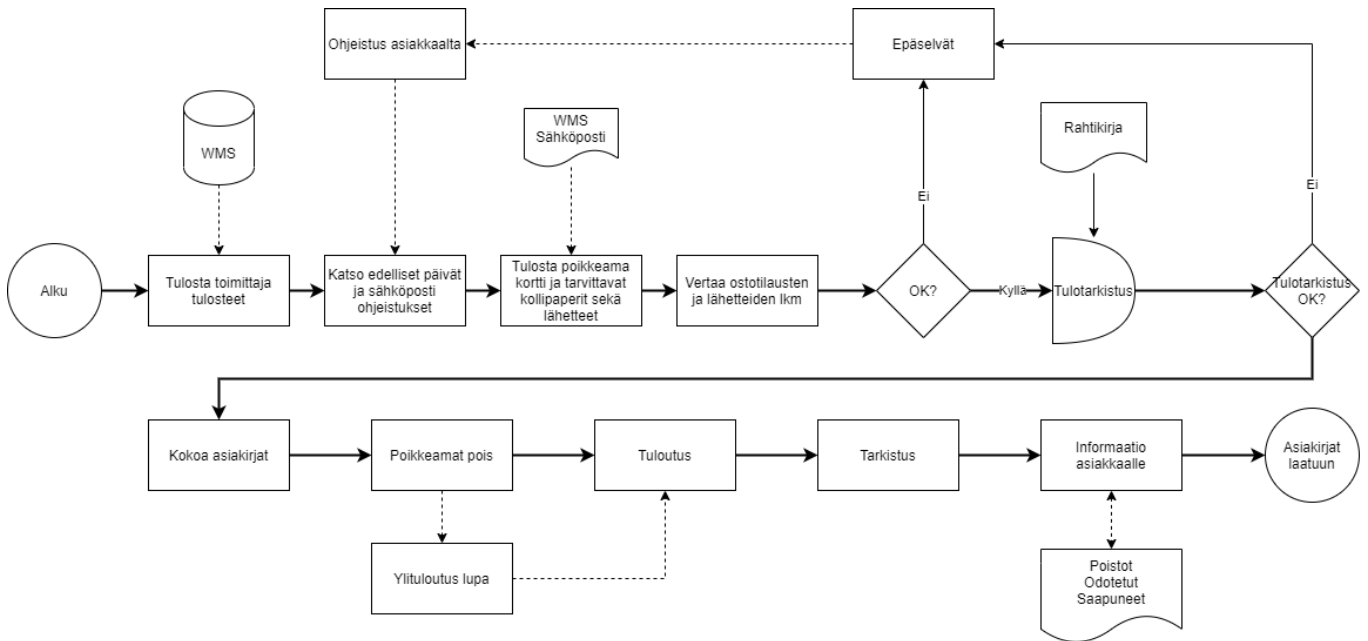 Ohjeistus asiakkaalta
Epäselvät
WMS
WMS
Sähköposti
Rahtikirja
Ei
Ei
Alku
Tulosta toimittaja
tulosteet
Katso edelliset päivät
ja sähköposti
ohjeistukset
Tulosta poikkeama
kortti ja tarvittavat
kollipaperit sekä
lähetteet
Vertaa ostotilausten
ja lähetteiden lkm
OK?
Kyllä
Tulotarkistus
Tulotarkistus
OK?
Kokoa asiakirjat
Poikkeamat pois
Tuloutus
Tarkistus
Informaatio
asiakkaalle
Asiakirjat
laatuun
Ylituloutus lupa
Poistot
Odotetut
Saapuneet